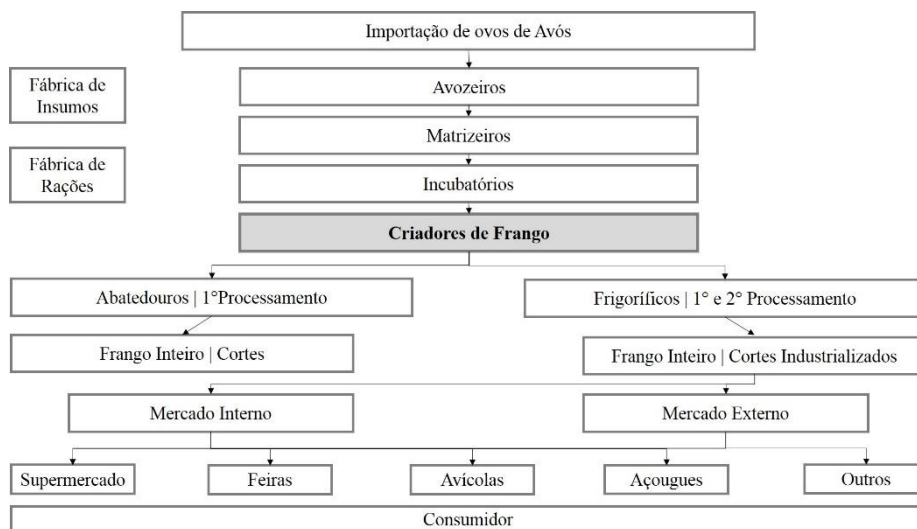 Importação de ovos de Avós
Fábrica de
Insumos
Avozeiros
Matrizeiros
Fábrica de
Rações
Incubatórios
Criadores de Frango
Abatedouros | 1°Processamento
Frigoríficos | 1° e 2° Processamento
Frango Inteiro | Cortes
Frango Inteiro | Cortes Industrializados
Mercado Interno
Mercado Externo
Supermercado
Feiras
Avícolas
Açougues
Outros
Consumidor